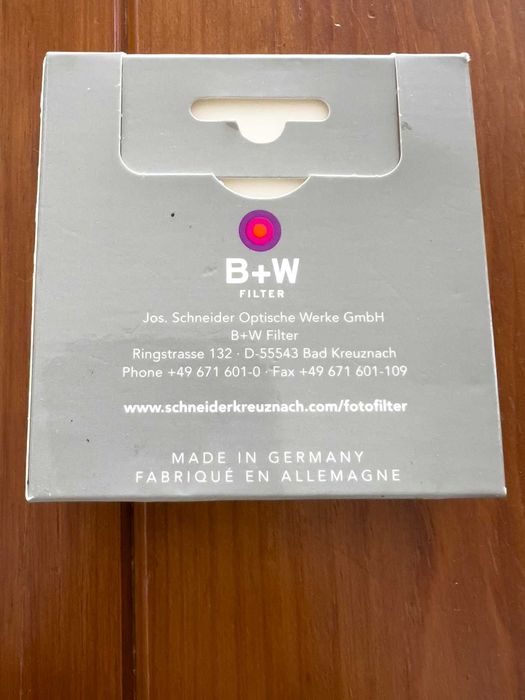 B+W
FILTER
Jos. Schneider Optische Werke GmbH
B+W Filter
Ringstrasse 132 · D-55543 Bad Kreuznach
Phone +49 671 601-0 · Fax +49 671 601-109
www.schneiderkreuznach.com/fotofilter
MADE IN GERMANY
FABRIQUÉ EN ALLEMAGNE